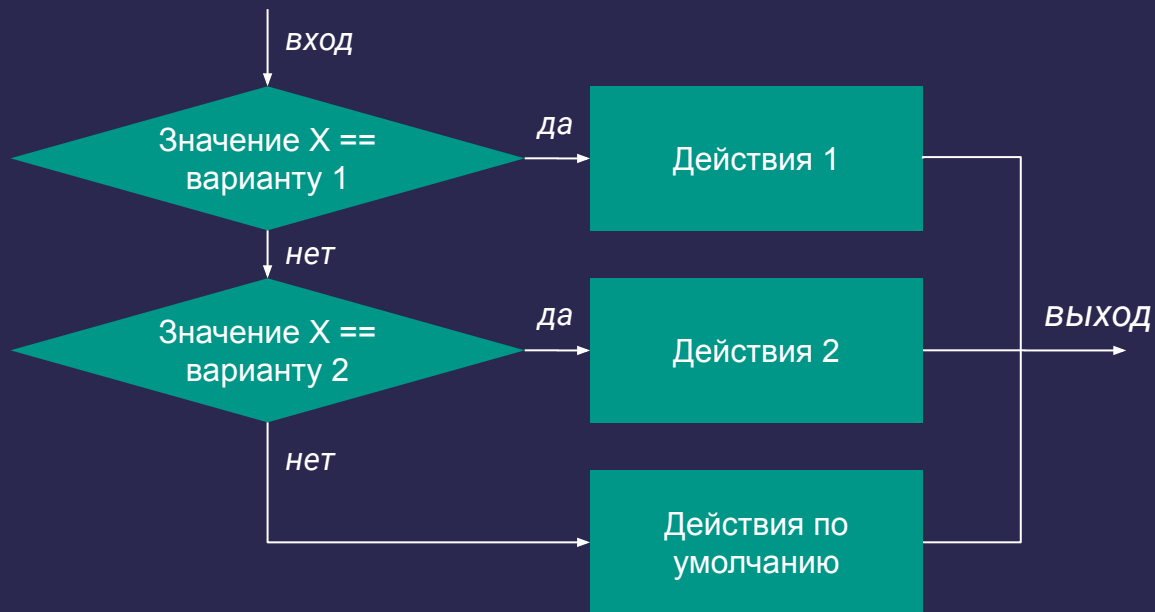 вход
Значение X ==
варианту 1
да
Действия 1
нет
Значение X ==
варианту 2
да
Действия 2
выход
нет
Действия по
умолчанию